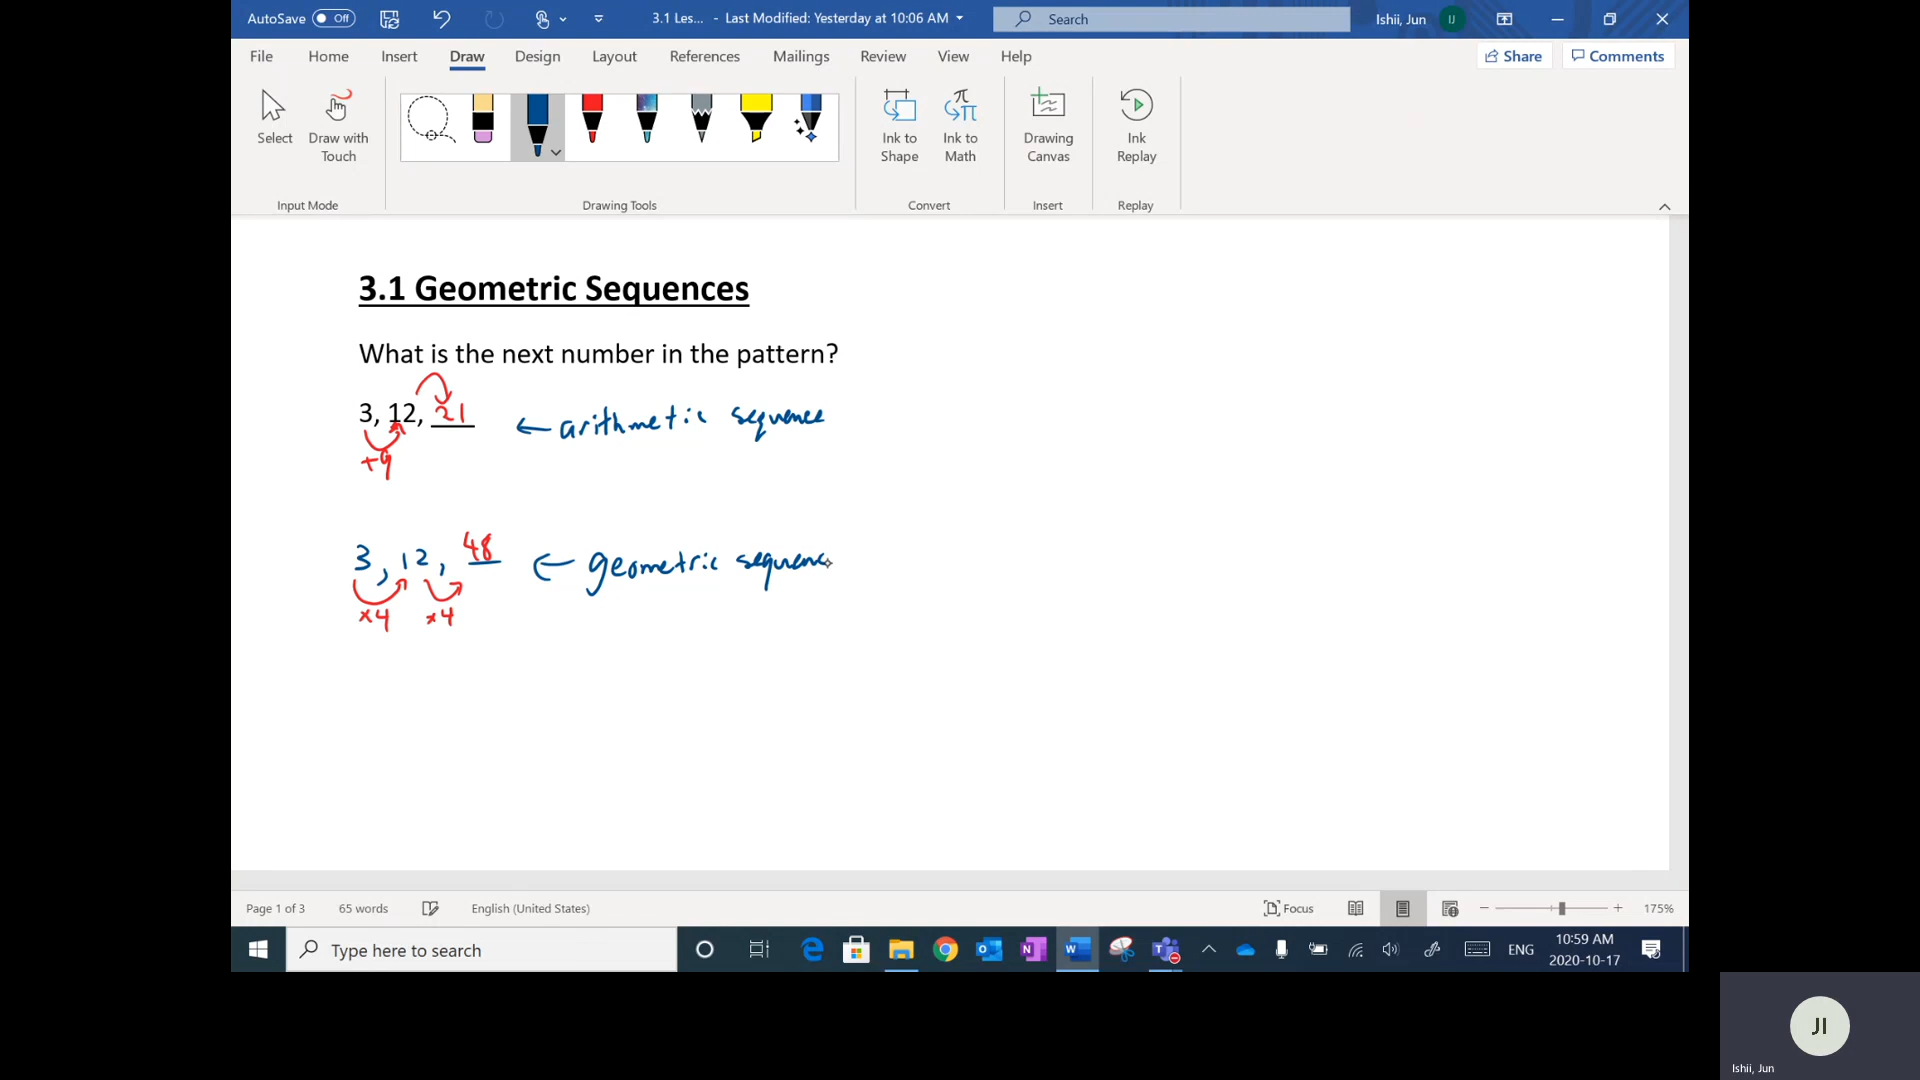 AutoSave Off 3.1 Les... - Last Modified: Yesterday at 10:06 AM Search Ishii, Jun IJ
File Home Insert Draw Design Layout References Mailings Review View Help Share Comments
Select Draw with Touch Ink to Shape Ink to Math Drawing Canvas Ink Replay
Input Mode Drawing Tools Convert Insert Replay
3.1 Geometric Sequences
What is the next number in the pattern?
3, 12, 21 ← arithmetic sequence
+9
3, 12, 48 ← geometric sequenc
×4 ×4
Page 1 of 3 65 words English (United States) Focus 175%
Type here to search ENG 10:59 AM
2020-10-17
JI
Ishii, Jun